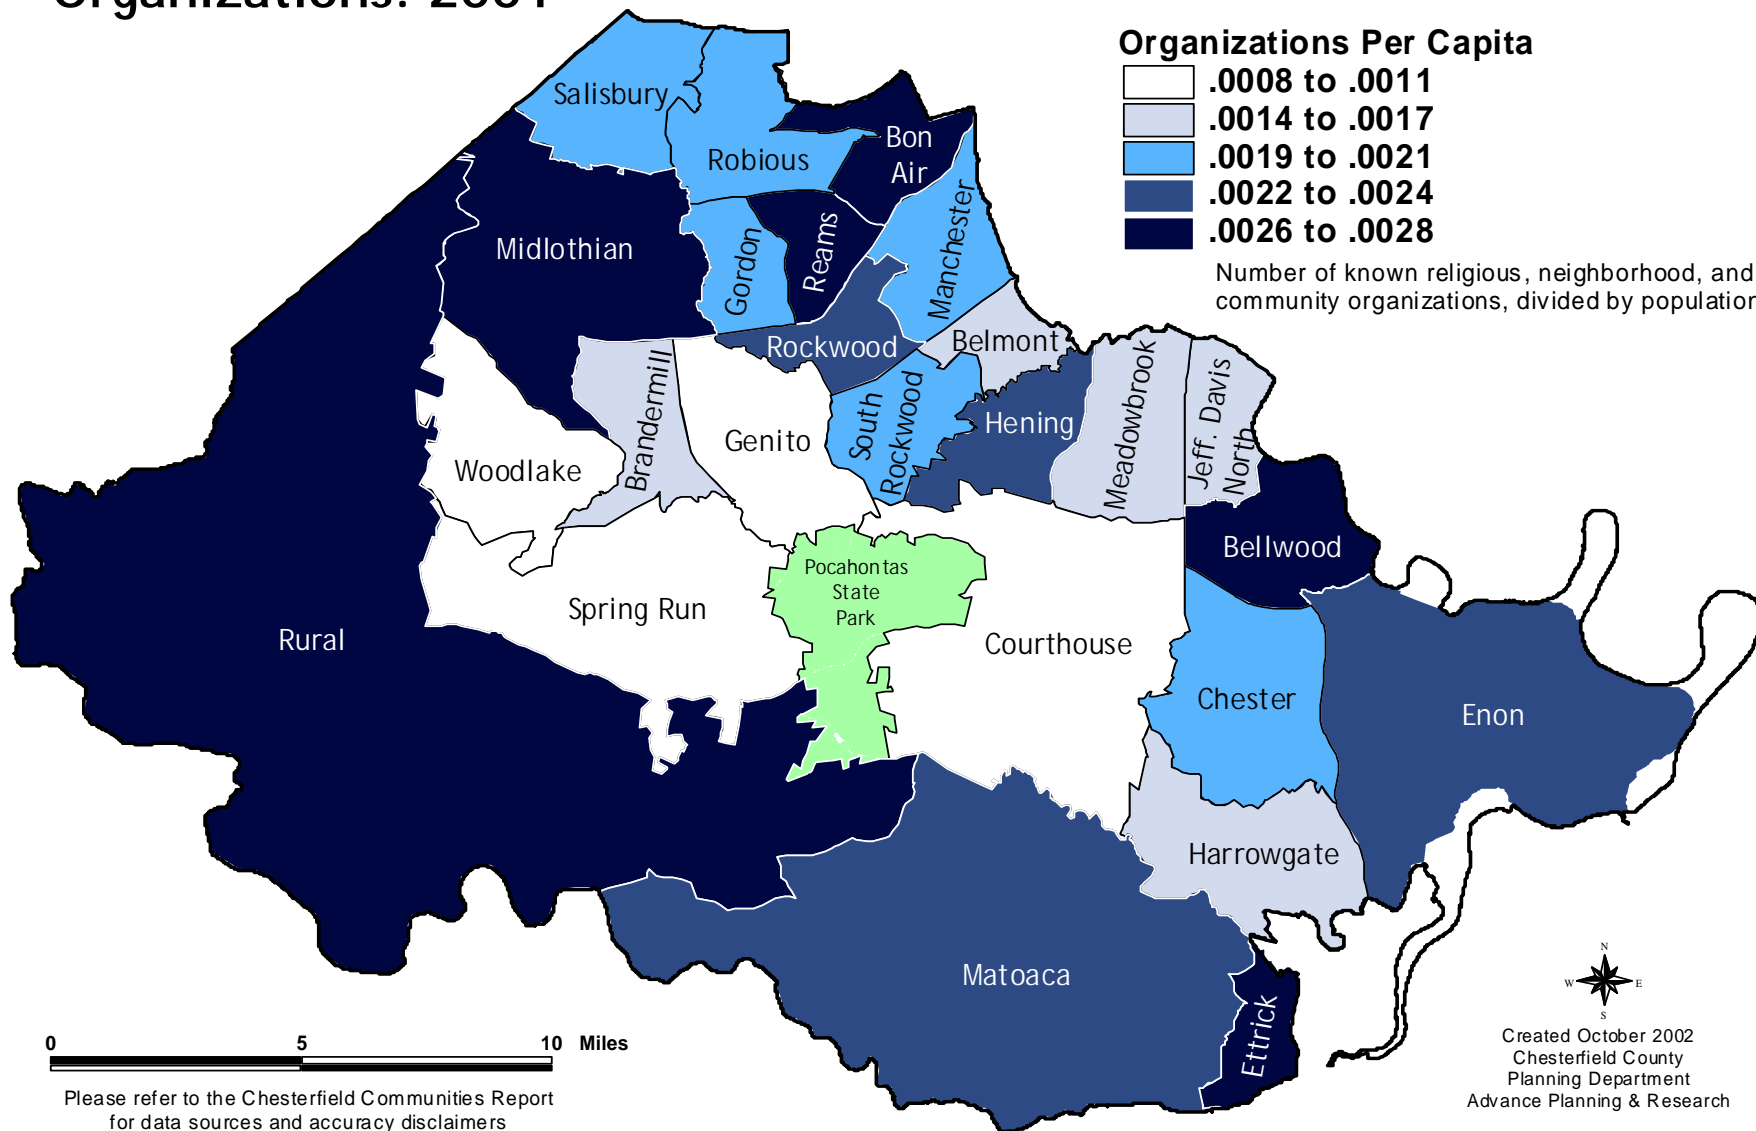 Organizations: 2001
Organizations Per Capita
.0008 to .0011
.0014 to .0017
.0019 to .0021
.0022 to .0024
.0026 to .0028
Number of known religious, neighborhood, and
community organizations, divided by population
Salisbury
Robious
Bon
Air
Midlothian
Gordon
Reams
Manchester
Rockwood
Belmont
Brandermill
Genito
South
Rockwood
Hening
Meadowbrook
Jeff. Davis
North
Woodlake
Bellwood
Pocahontas
State
Park
Spring Run
Rural
Courthouse
Chester
Enon
Harrowgate
Matoaca
Ettrick
N
W
E
S
0
5
10
Miles
Please refer to the Chesterfield Communities Report
for data sources and accuracy disclaimers
Created October 2002
Chesterfield County
Planning Department
Advance Planning & Research